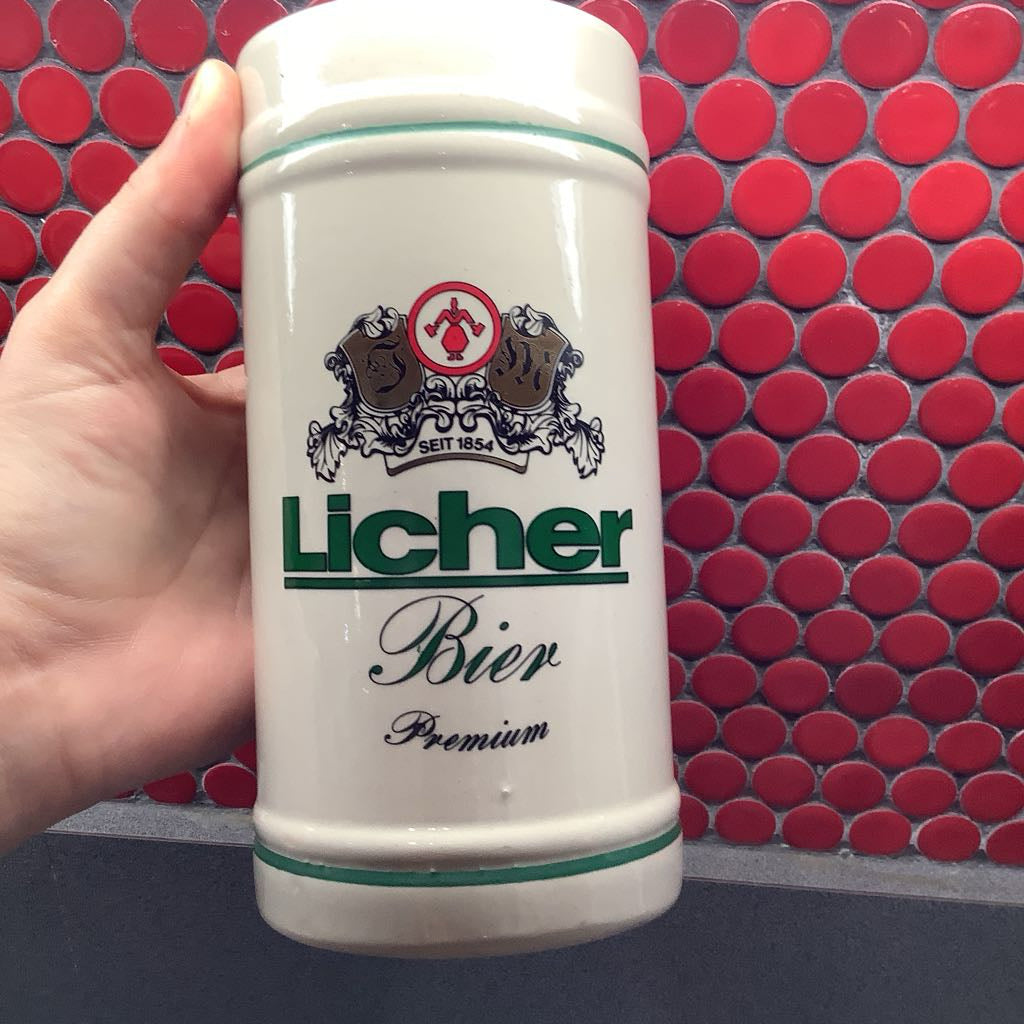 J M
SEIT 1854
Licher
Bier
Premium